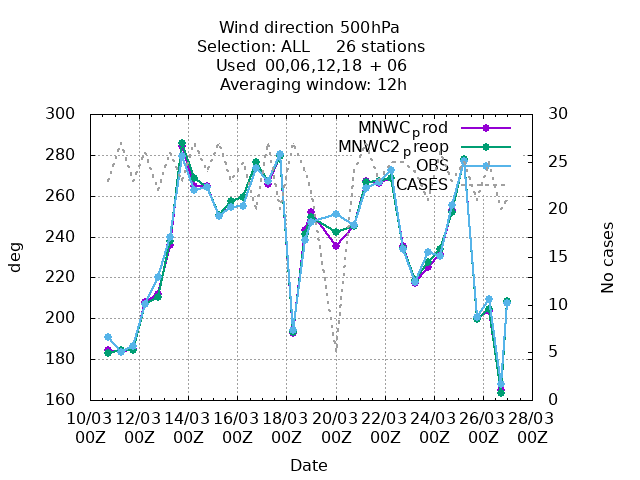 Wind direction 500hPa
Selection: ALL 26 stations
Used 00,06,12,18 + 06
Averaging window: 12h
300
280
260
240
220
200
180
160
deg
30
25
20
15
10
5
0
No cases
MNWCprod
MNWC2preop
OBS
CASES
10/03 12/03 14/03 16/03 18/03 20/03 22/03 24/03 26/03 28/03
00Z 00Z 00Z 00Z 00Z 00Z 00Z 00Z 00Z 00Z
Date